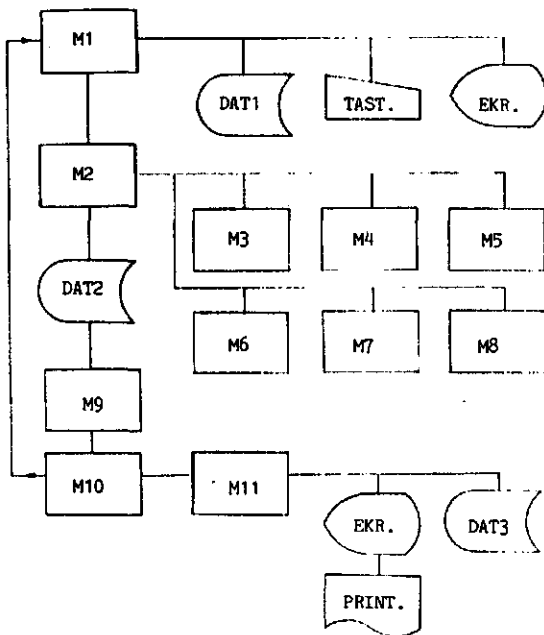 M1
DAT1
TAST.
EKR.
M2
M3
M4
M5
DAT2
M6
M7
M8
M9
M10
M11
EKR.
DAT3
PRINT.